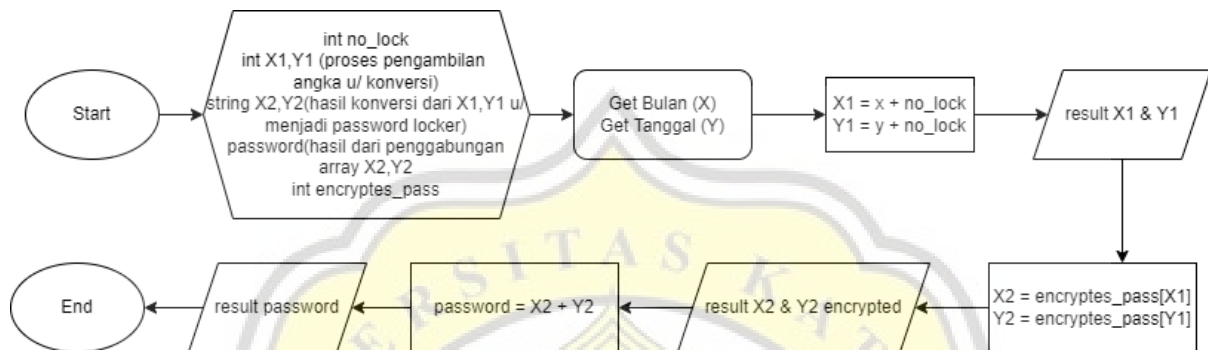 Start
int no_lock
int X1,Y1 (proses pengambilan
angka u/ konversi)
string X2,Y2(hasil konversi dari X1,Y1 u/
menjadi password locker)
password(hasil dari penggabungan
array X2,Y2
int encryptes_pass
Get Bulan (X)
Get Tanggal (Y)
X1 = x + no_lock
Y1 = y + no_lock
result X1 & Y1
X2 = encryptes_pass[X1]
Y2 = encryptes_pass[Y1]
result X2 & Y2 encrypted
password = X2 + Y2
result password
End
ERSITAS KAT